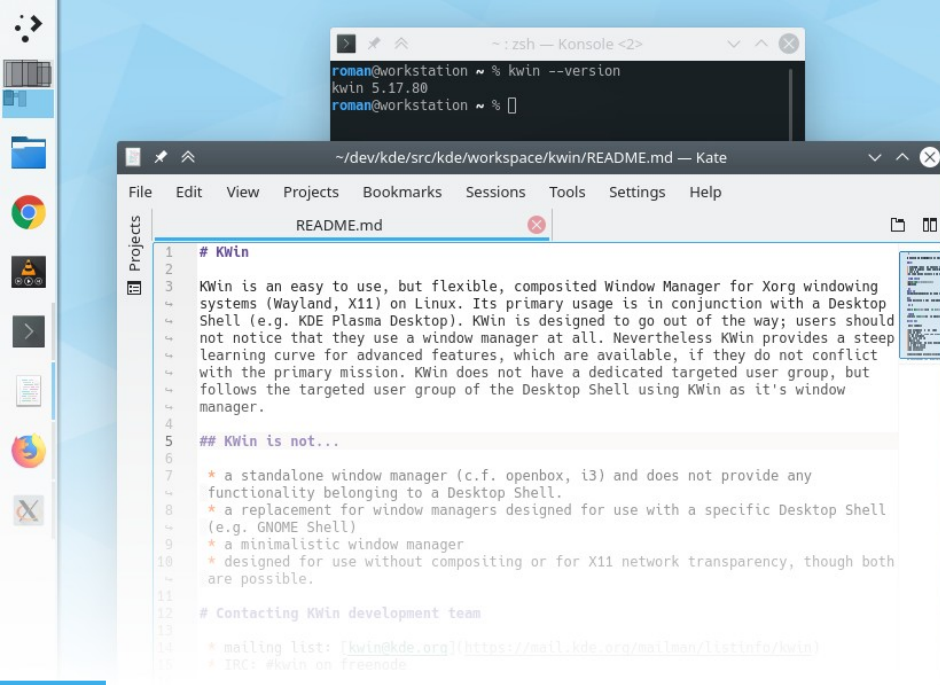 ~ : zsh — Konsole <2>
roman@workstation ~ % kwin --version
kwin 5.17.80
roman@workstation ~ %
~/dev/kde/src/kde/workspace/kwin/README.md — Kate
File Edit View Projects Bookmarks Sessions Tools Settings Help
Projects
README.md
1 # KWin
2
3 KWin is an easy to use, but flexible, composited Window Manager for Xorg windowing
systems (Wayland, X11) on Linux. Its primary usage is in conjunction with a Desktop
Shell (e.g. KDE Plasma Desktop). KWin is designed to go out of the way; users should
not notice that they use a window manager at all. Nevertheless KWin provides a steep
learning curve for advanced features, which are available, if they do not conflict
with the primary mission. KWin does not have a dedicated targeted user group, but
follows the targeted user group of the Desktop Shell using KWin as it's window
manager.
4
5 ## KWin is not...
6
7 * a standalone window manager (c.f. openbox, i3) and does not provide any
functionality belonging to a Desktop Shell.
8 * a replacement for window managers designed for use with a specific Desktop Shell
(e.g. GNOME Shell)
9 * a minimalistic window manager
10 * designed for use without compositing or for X11 network transparency, though both
are possible.
11
12 # Contacting KWin development team
13
14 * mailing list: [kwin@kde.org](https://mail.kde.org/mailman/listinfo/kwin)
15 * IRC: #kwin on freenode